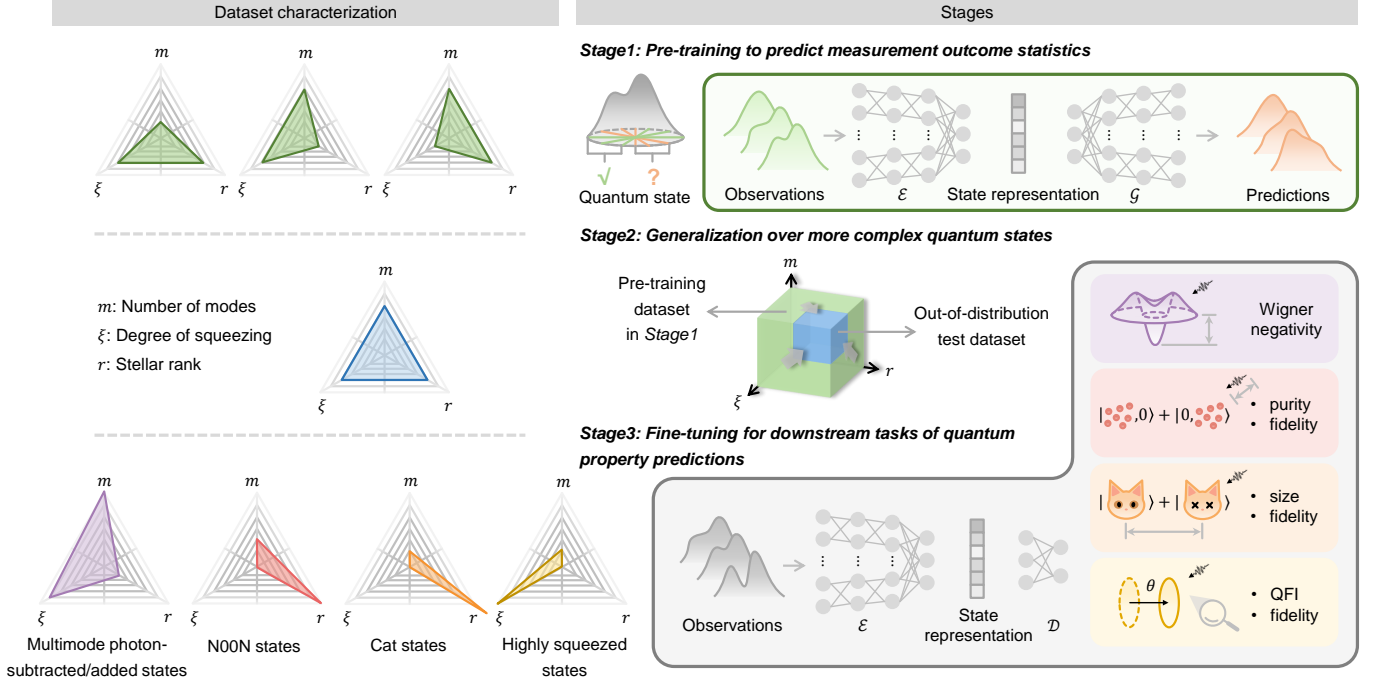 Dataset characterization
m
ξ
r
m
ξ
r
m
ξ
r
m: Number of modes
ξ: Degree of squeezing
r: Stellar rank
m
ξ
r
m
ξ
r
Multimode photon-
subtracted/added states
m
r
N00N states
m
r
Cat states
m
ξ
r
Highly squeezed
states
Stages
Stage1: Pre-training to predict measurement outcome statistics
√
?
Quantum state
Observations
ℰ
State representation
𝒢
Predictions
Stage2: Generalization over more complex quantum states
Pre-training
dataset
in Stage1
m
ξ
r
Out-of-distribution
test dataset
Stage3: Fine-tuning for downstream tasks of quantum
property predictions
Observations
ℰ
State
representation
𝒟
Wigner
negativity
| ,0⟩ + |0, ⟩
• purity
• fidelity
| ⟩ + | ⟩
• size
• fidelity
θ
• QFI
• fidelity